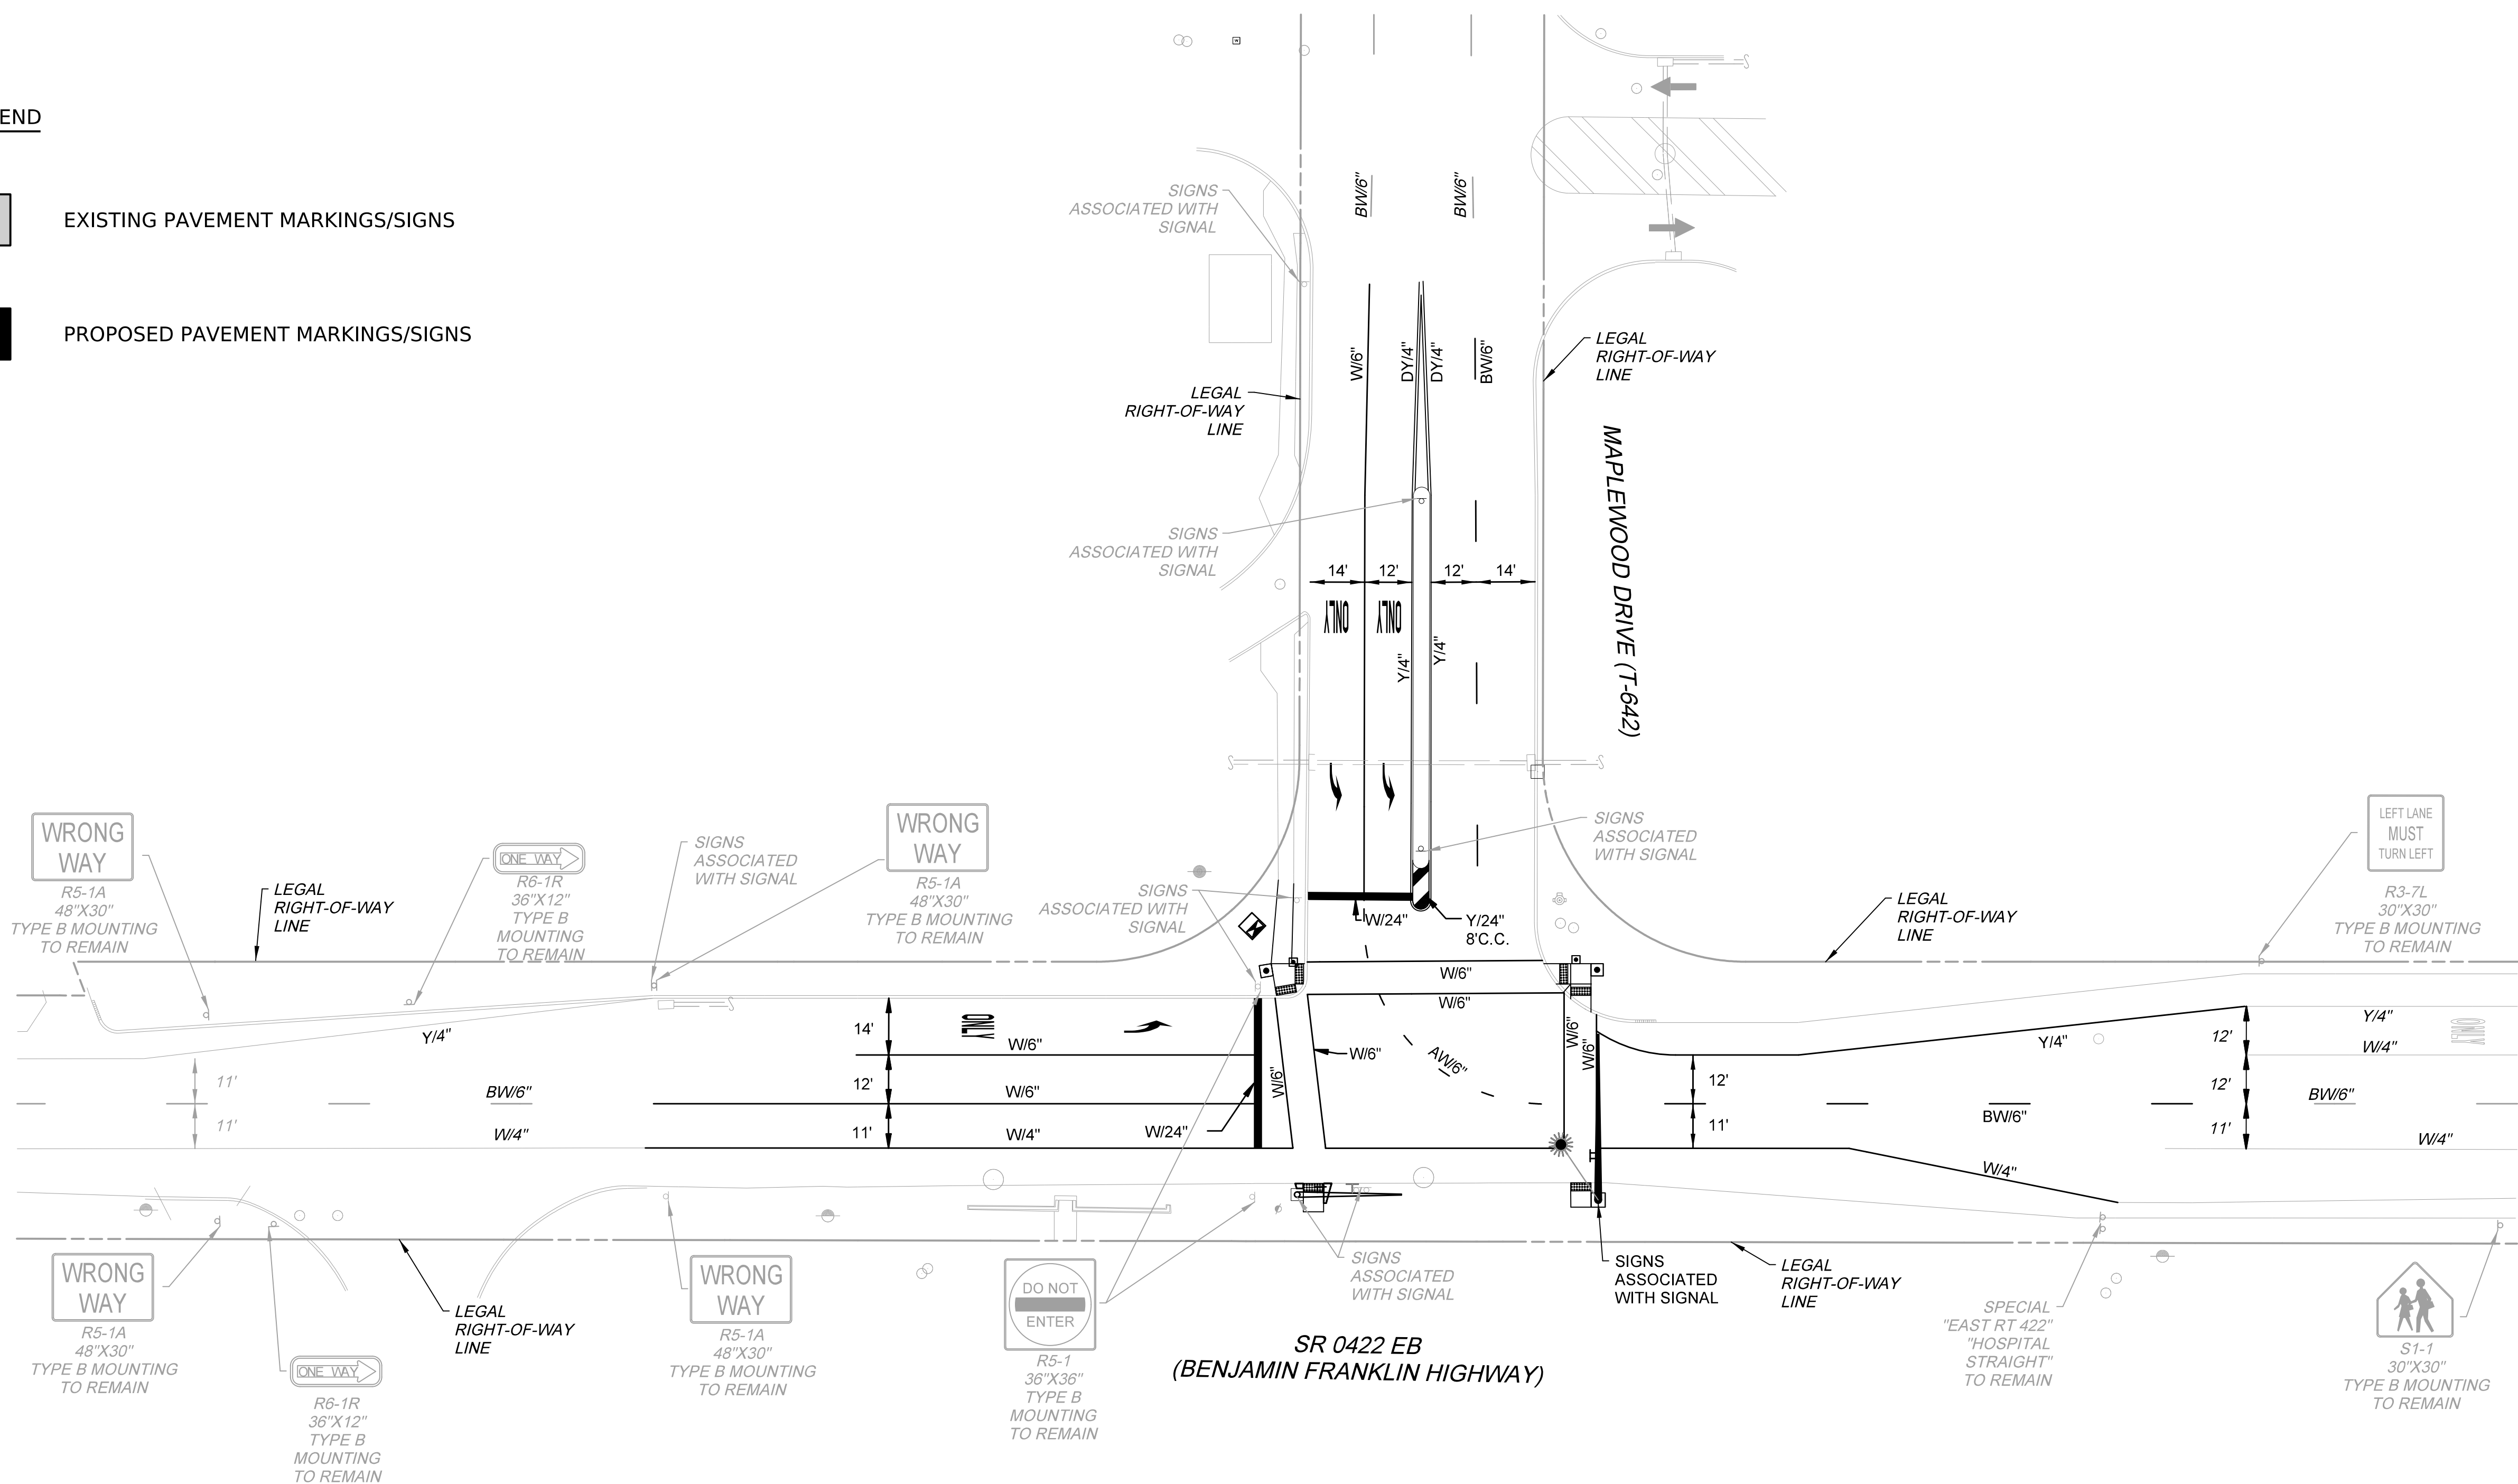 END
EXISTING PAVEMENT MARKINGS/SIGNS
PROPOSED PAVEMENT MARKINGS/SIGNS
W
BW/6"
BW/6"
SIGNS
ASSOCIATED WITH
SIGNAL
W/6"
DY/4"
DY/4"
BW/6"
LEGAL
RIGHT-OF-WAY
LINE
LEGAL
RIGHT-OF-WAY
LINE
MAPLEWOOD DRIVE (T-642)
SIGNS
ASSOCIATED WITH
SIGNAL
14'
12'
12'
14'
ONLY
ONLY
Y/4"
Y/4"
SIGNS
ASSOCIATED
WITH SIGNAL
WRONG
WAY
R5-1A
48"X30"
TYPE B MOUNTING
TO REMAIN
LEGAL
RIGHT-OF-WAY
LINE
ONE WAY
R6-1R
36"X12"
TYPE B
MOUNTING
TO REMAIN
SIGNS
ASSOCIATED
WITH SIGNAL
WRONG
WAY
R5-1A
48"X30"
TYPE B MOUNTING
TO REMAIN
SIGNS
ASSOCIATED WITH
SIGNAL
W/24"
Y/24"
8'C.C.
LEGAL
RIGHT-OF-WAY
LINE
LEFT LANE
MUST
TURN LEFT
R3-7L
30"X30"
TYPE B MOUNTING
TO REMAIN
W/6"
W/6"
Y/4"
14'
ONLY
W/6"
W/6"
W/6"
W/6"
W/6"
AW/6"
Y/4"
12'
Y/4"
ONLY
W/4"
11'
BW/6"
12'
W/6"
12'
12'
BW/6"
11'
W/4"
11'
W/4"
W/24"
11'
BW/6"
11'
W/4"
W/4"
WRONG
WAY
R5-1A
48"X30"
TYPE B MOUNTING
TO REMAIN
ONE WAY
R6-1R
36"X12"
TYPE B
MOUNTING
TO REMAIN
LEGAL
RIGHT-OF-WAY
LINE
WRONG
WAY
R5-1A
48"X30"
TYPE B MOUNTING
TO REMAIN
DO NOT
ENTER
R5-1
36"X36"
TYPE B
MOUNTING
TO REMAIN
SIGNS
ASSOCIATED
WITH SIGNAL
SIGNS
ASSOCIATED
WITH SIGNAL
LEGAL
RIGHT-OF-WAY
LINE
SR 0422 EB
(BENJAMIN FRANKLIN HIGHWAY)
SPECIAL
"EAST RT 422"
"HOSPITAL
STRAIGHT"
TO REMAIN
S1-1
30"X30"
TYPE B MOUNTING
TO REMAIN